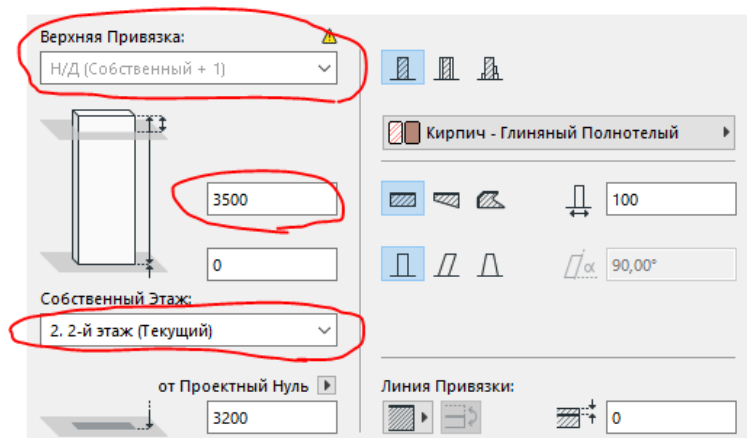 Верхняя Привязка:
Н/Д (Собственный + 1)
Кирпич - Глиняный Полнотелый
3500
100
0
α
90,00°
Собственный Этаж:
2. 2-й этаж (Текущий)
от Проектный Нуль
Линия Привязки:
3200
0